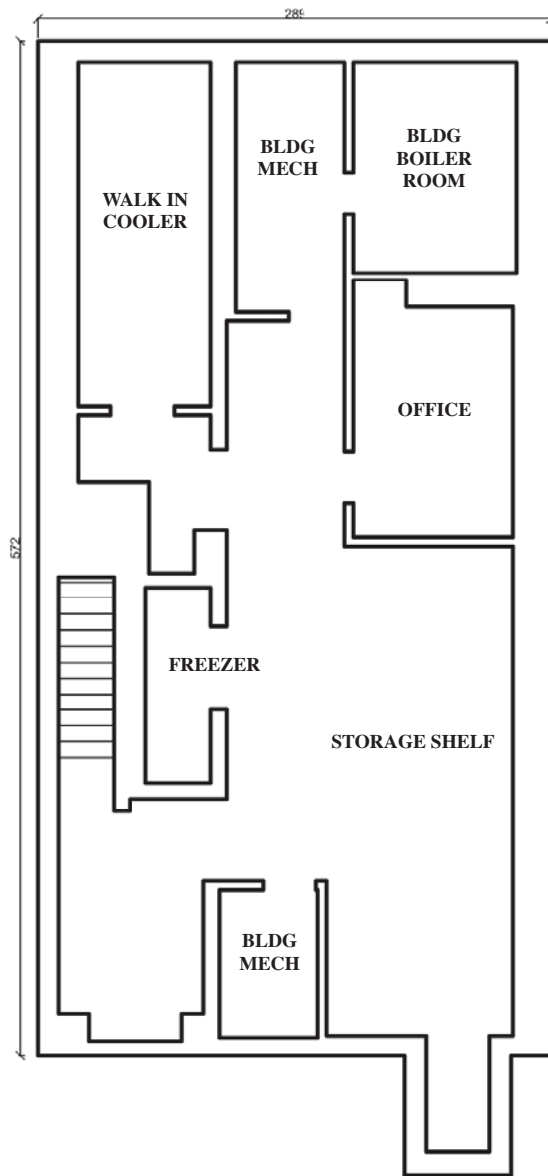 289
BLDG
MECH
BLDG
BOILER
ROOM
WALK IN
COOLER
OFFICE
572
FREEZER
STORAGE SHELF
BLDG
MECH